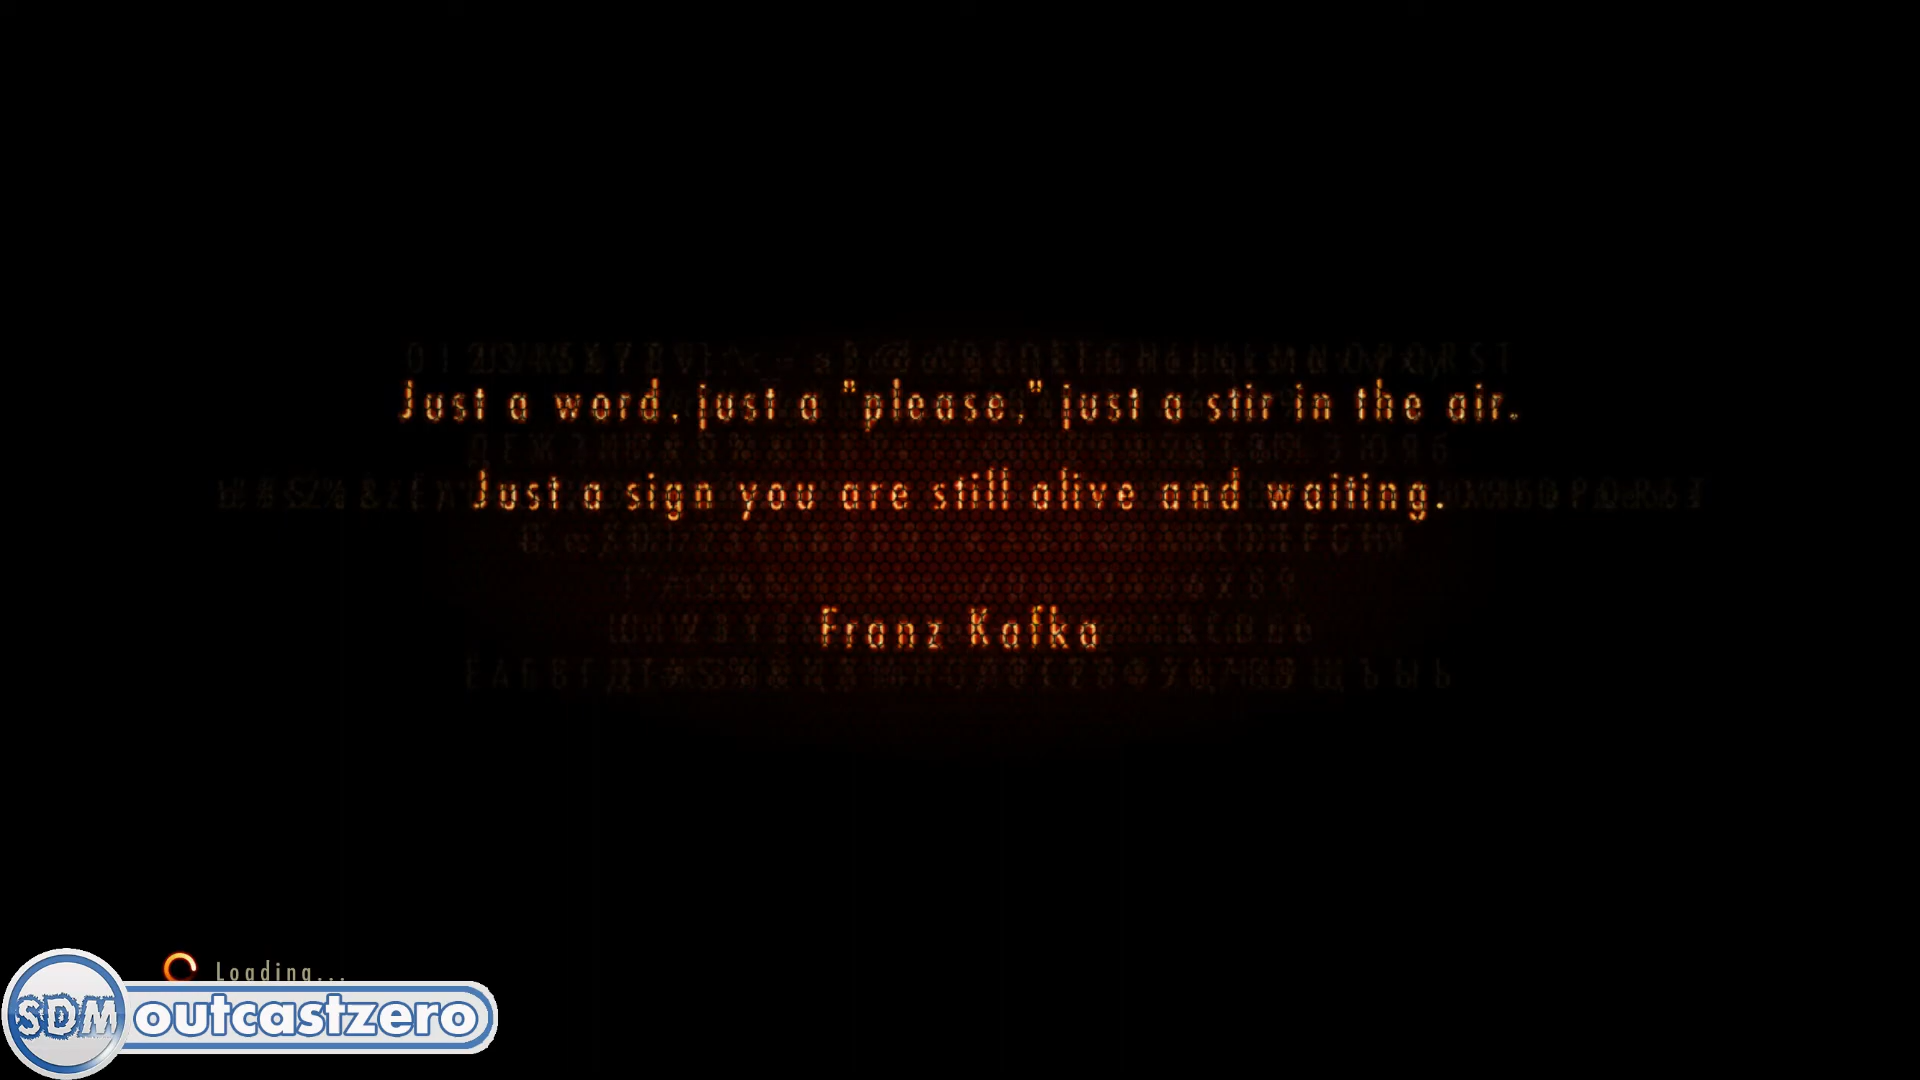 Just a word, just a "please," just a stir in the air.
Just a sign you are still alive and waiting.
Franz Kafka
Loading...
SDM outcastzero